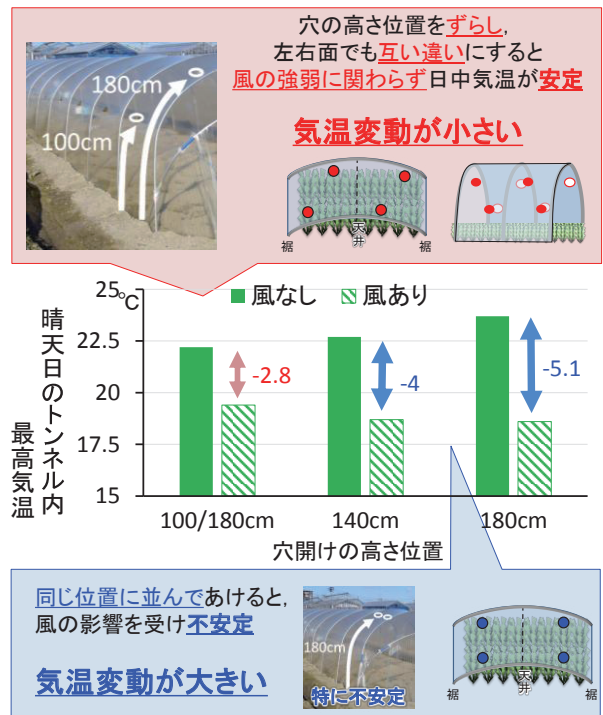 穴の高さ位置をずらし,
左右面でも互い違いにすると
風の強弱に関わらず日中気温が安定
気温変動が小さい
180cm
100cm
裾
天井
裾
25
℃
22.5
20
17.5
15
晴天日のトンネル内
最高気温
風なし
風あり
-2.8
-4
-5.1
100/180cm
140cm
180cm
穴開けの高さ位置
同じ位置に並んであけると,
風の影響を受け不安定
気温変動が大きい
180cm
特に不安定
裾
天井
裾